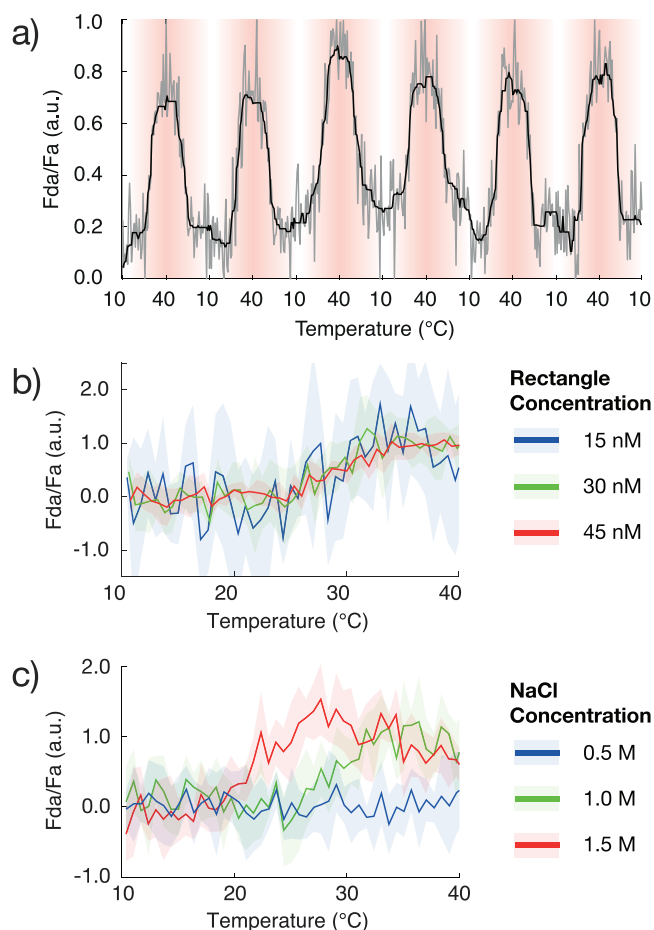 a)
1.0
0.8
0.6
0.4
0.2
0.0
Fda/Fa (a.u.)
10 40 10 40 10 40 10 40 10 40 10 40 10
Temperature (°C)
b)
2.0
1.0
0.0
-1.0
Fda/Fa (a.u.)
10 20 30 40
Temperature (°C)
Rectangle
Concentration
15 nM
30 nM
45 nM
c)
2.0
1.0
0.0
-1.0
Fda/Fa (a.u.)
10 20 30 40
Temperature (°C)
NaCl
Concentration
0.5 M
1.0 M
1.5 M